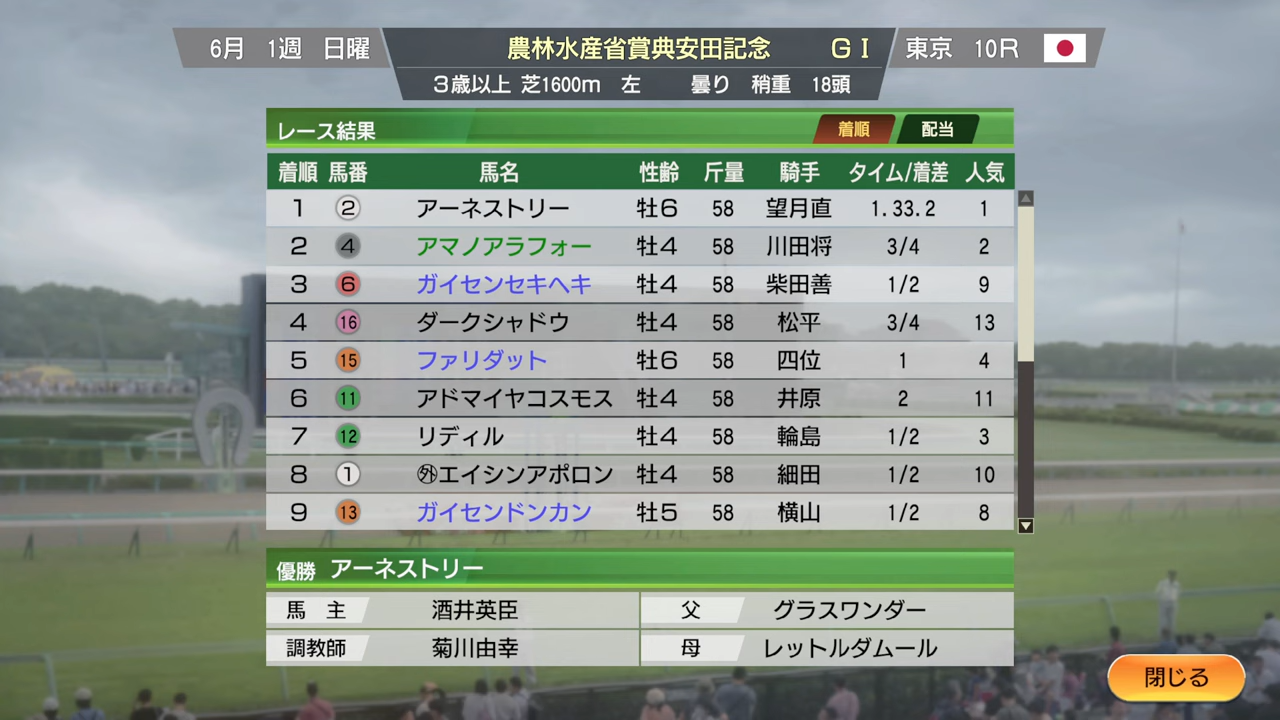 6月 1週 日曜 農林水産省賞典安田記念 GI 東京 10R
3歳以上 芝1600m 左 曇り 稍重 18頭
レース結果 着順 配当
着順 馬番 馬名 性齢 斤量 騎手 タイム/着差 人気
1 2 アーネストリー 牡6 58 望月直 1.33.2 1
2 4 アマノアラフォー 牡4 58 川田将 3/4 2
3 6 ガイセンセキヘキ 牡4 58 柴田善 1/2 9
4 16 ダークシャドウ 牡4 58 松平 3/4 13
5 15 ファリダット 牡6 58 四位 1 4
6 11 アドマイヤコスモス 牡4 58 井原 2 11
7 12 リディル 牡4 58 輪島 1/2 3
8 1 ㊕エイシンアポロン 牡4 58 細田 1/2 10
9 13 ガイセンドンカン 牡5 58 横山 1/2 8
優勝 アーネストリー
馬 主 酒井英臣 父 グラスワンダー
調教師 菊川由幸 母 レットルダムール
閉じる